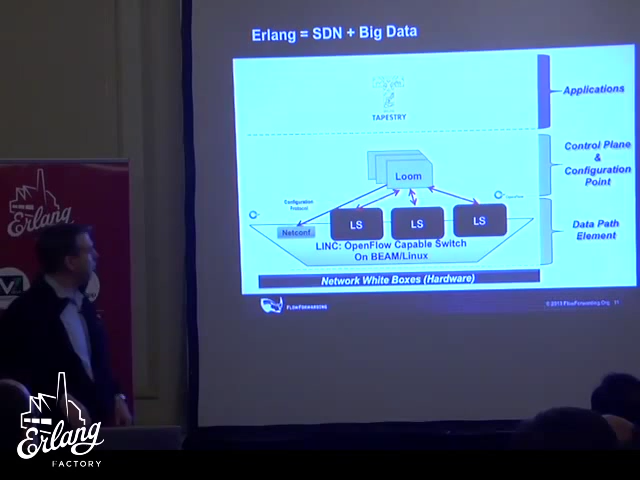 Erlang = SDN + Big Data
TAPESTRY
Applications
Loom
Control Plane
&
Configuration
Point
Configuration
Protocol
LS
LS
LS
Netconf
LINC: OpenFlow Capable Switch
On BEAM/Linux
Data Path
Element
Network White Boxes (Hardware)
FLOWFORWARDING
© 2013 FlowForwarding.Org
Erlang
Erlang
FACTORY